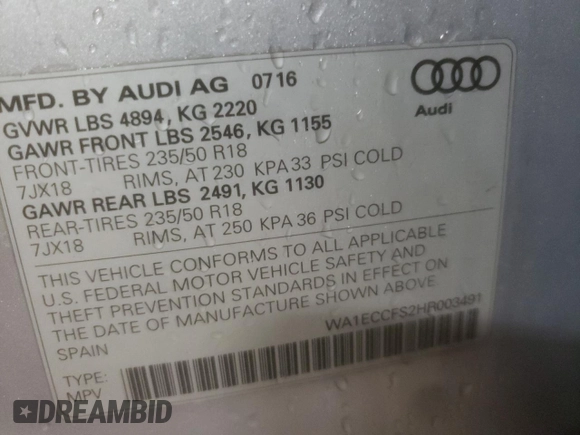 MFD. BY AUDI AG 0716
GVWR LBS 4894, KG 2220
GAWR FRONT LBS 2546, KG 1155
FRONT-TIRES 235/50 R18
7JX18 RIMS, AT 230 KPA 33 PSI COLD
GAWR REAR LBS 2491, KG 1130
REAR-TIRES 235/50 R18
7JX18 RIMS, AT 250 KPA 36 PSI COLD
Audi
THIS VEHICLE CONFORMS TO ALL APPLICABLE
U.S. FEDERAL MOTOR VEHICLE SAFETY AND
THEFT PREVENTION STANDARDS IN EFFECT ON
THE DATE OF MANUFACTURE SHOWN ABOVE.
SPAIN
WA1ECCFS2HR003491
TYPE:
MPV
DREAMBID